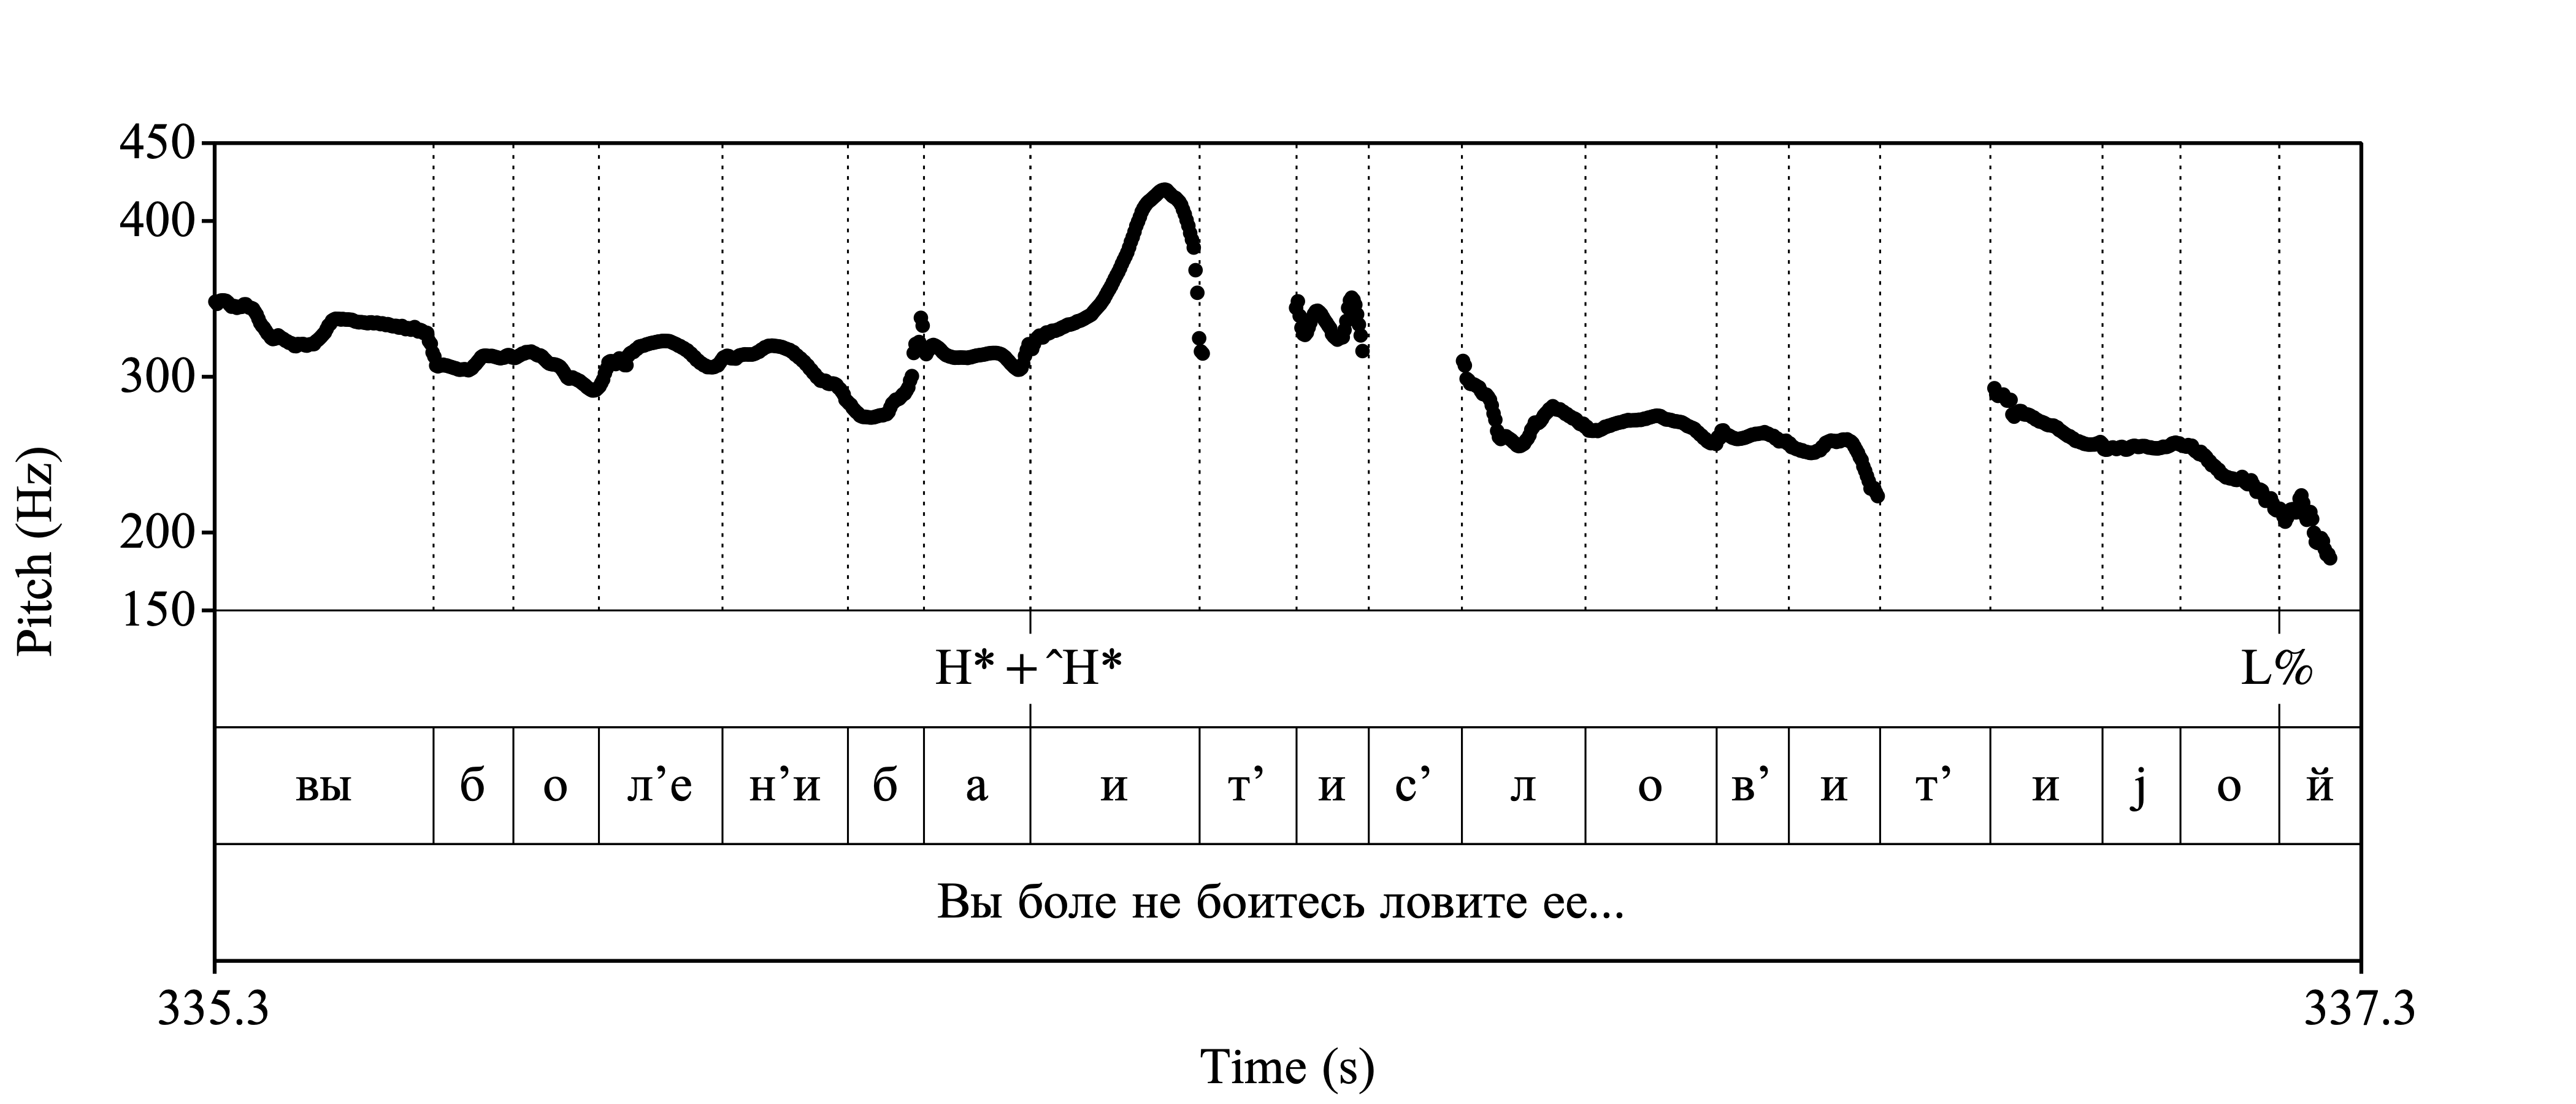 450
400
300
200
150
Pitch (Hz)
H* + ^H* L%
вы б о л’е н’и б а и т’ и с’ л о в’ и т’ и j о й
Вы боле не боитесь ловите ее...
335.3 337.3
Time (s)